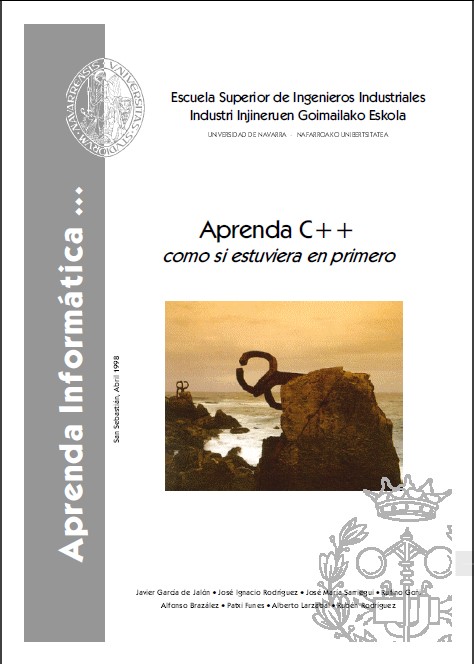 Escuela Superior de Ingenieros Industriales
Industri Injineruen Goimailako Eskola
UNIVERSIDAD DE NAVARRA - NAFARROAKO UNIBERTSITATEA
Aprenda Informática ...
San Sebastián, Abril 1998
Aprenda C++
como si estuviera en primero
Javier García de Jalón • José Ignacio Rodríguez • José María Sarriegui • Rufino Goñi
Alfonso Brazález • Patxi Funes • Alberto Larzabal • Rubén Rodríguez